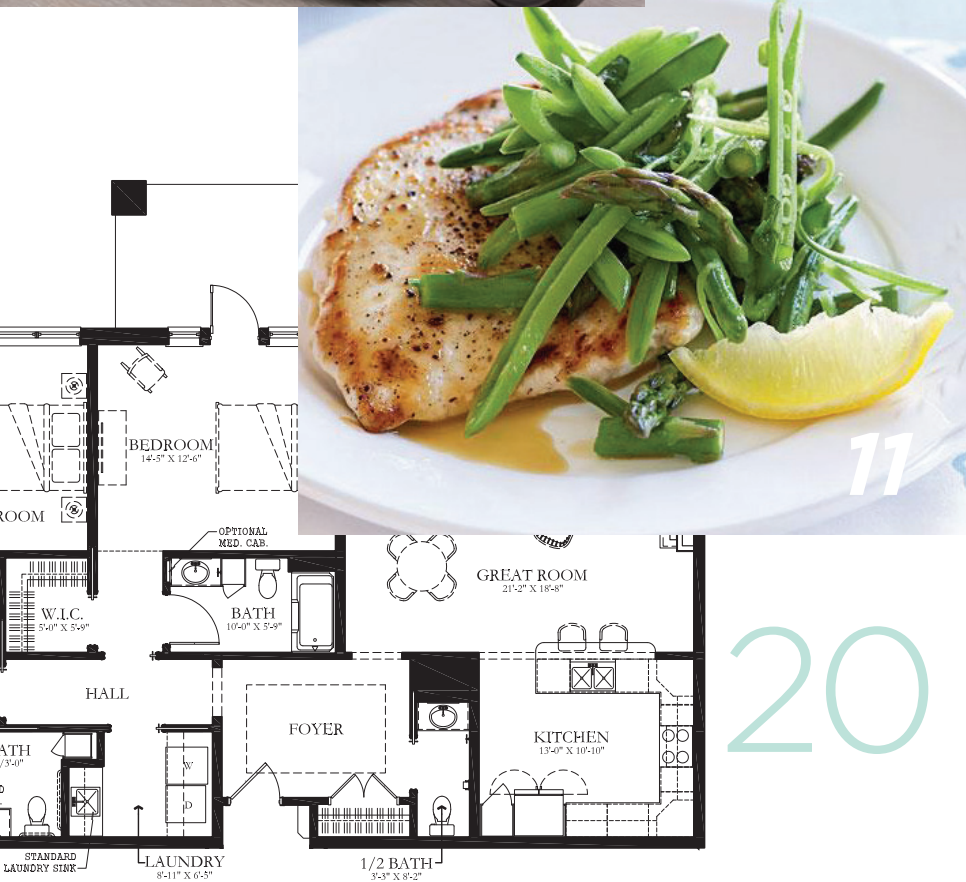 11
BEDROOM
14'-5" X 12'-6"
ROOM
OPTIONAL
MED. CAB.
GREAT ROOM
21'-2" X 18'-8"
W.I.C.
5'-0" X 5'-9"
BATH
10'-0" X 5'-9"
20
HALL
FOYER
KITCHEN
13'-0" X 10'-10"
ATH
/3'-0"
W
D
STANDARD
LAUNDRY SINK
LAUNDRY
8'-11" X 6'-5"
1/2 BATH
3'-3" X 8'-2"